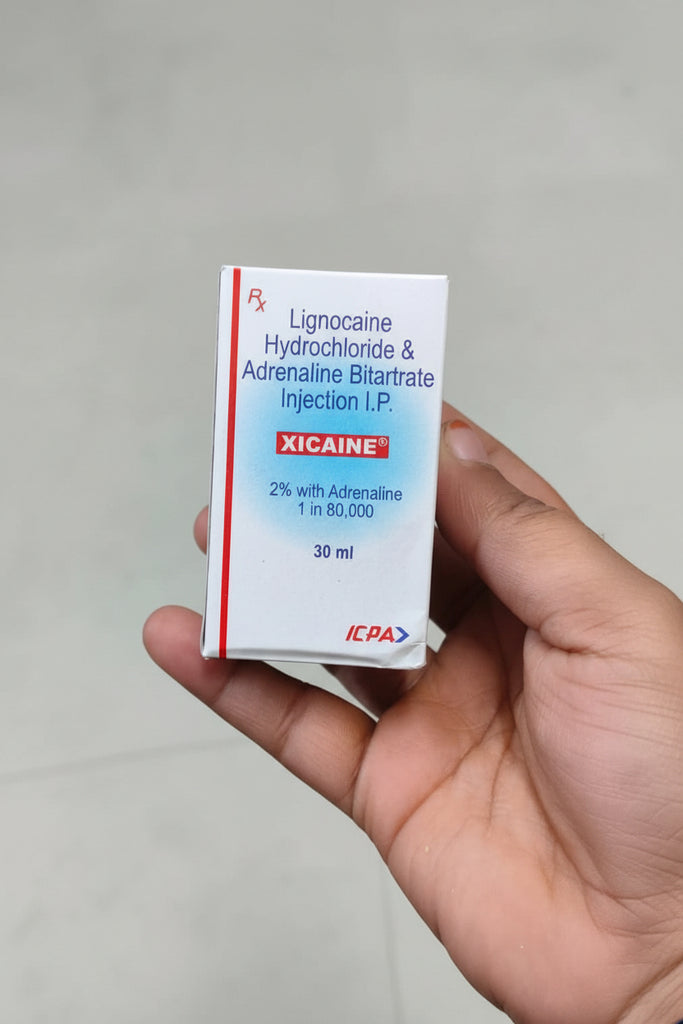 Rx
Lignocaine
Hydrochloride &
Adrenaline Bitartrate
Injection I.P.
XICAINE®
2% with Adrenaline
1 in 80,000
30 ml
ICPA